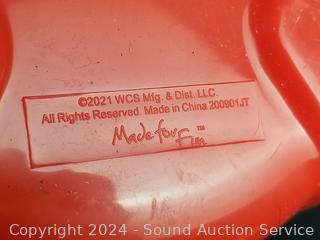 ©2021 WCS Mfg. & Dist. LLC.
All Rights Reserved. Made in China 200901JT
Made for Fun™
Copyright 2024 - Sound Auction Service